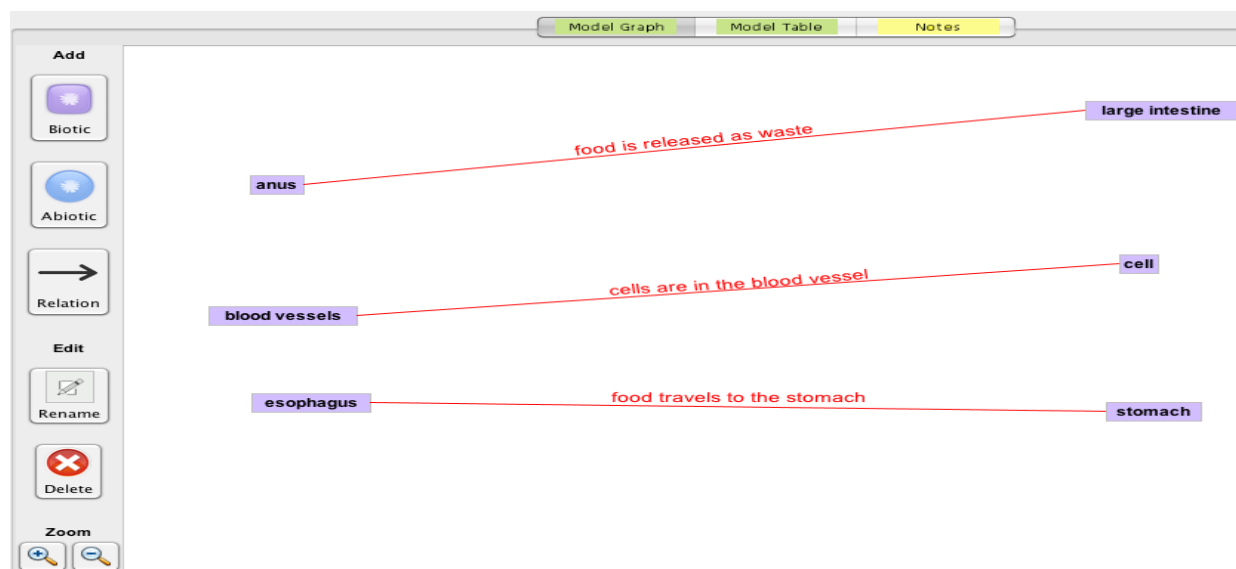 Model Graph
Model Table
Notes
Add
Biotic
Abiotic
Relation
Edit
Rename
Delete
Zoom
large intestine
food is released as waste
anus
cell
cells are in the blood vessel
blood vessels
esophagus
food travels to the stomach
stomach